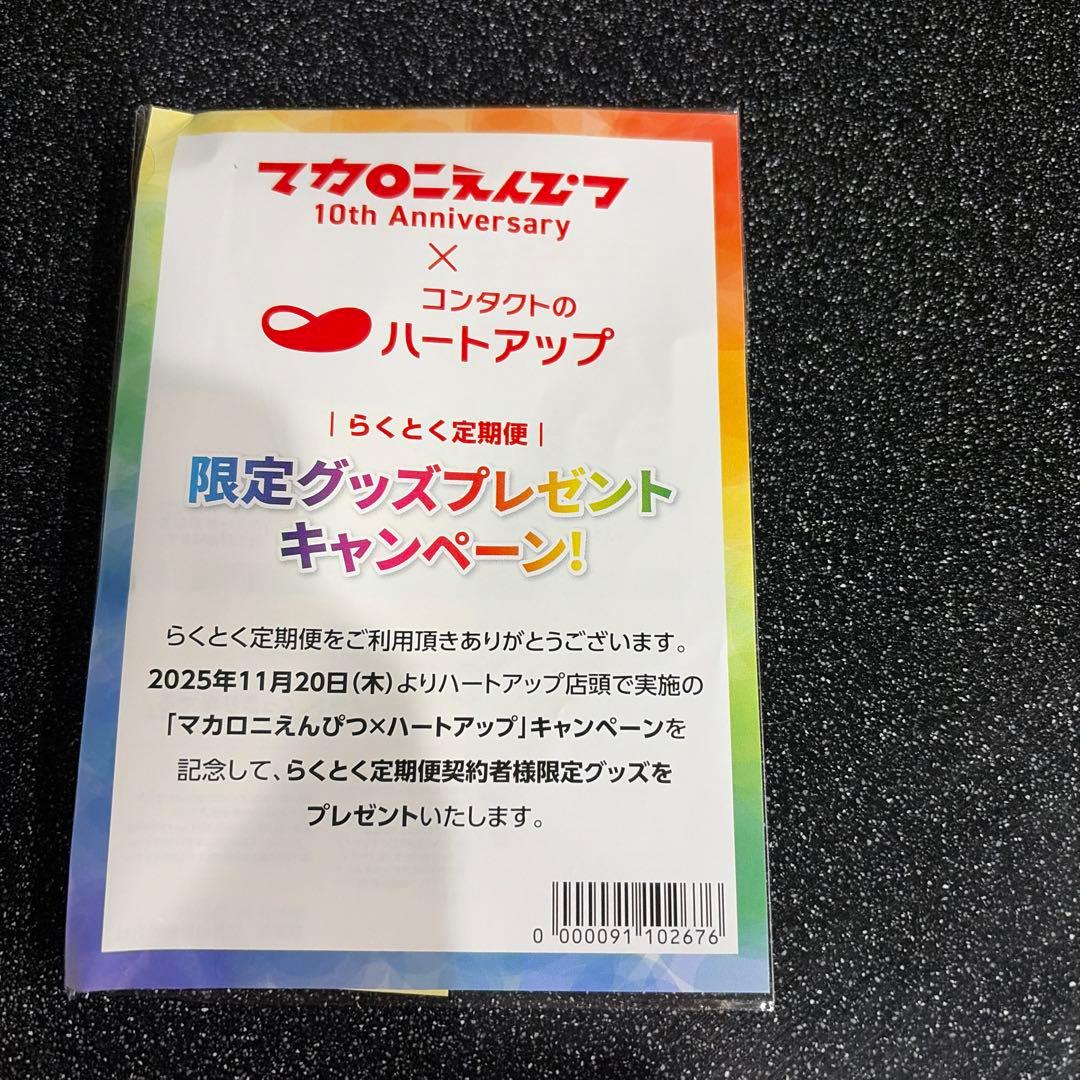 マカロニえんぴつ
10th Anniversary
×
コンタクトの
ハートアップ
|らくとく定期便|
限定グッズプレゼント
キャンペーン!
らくとく定期便をご利用頂きありがとうございます。
2025年11月20日(木)よりハートアップ店頭で実施の
「マカロニえんぴつ×ハートアップ」キャンペーンを
記念して、らくとく定期便契約者様限定グッズを
プレゼントいたします。
0 000091 102676